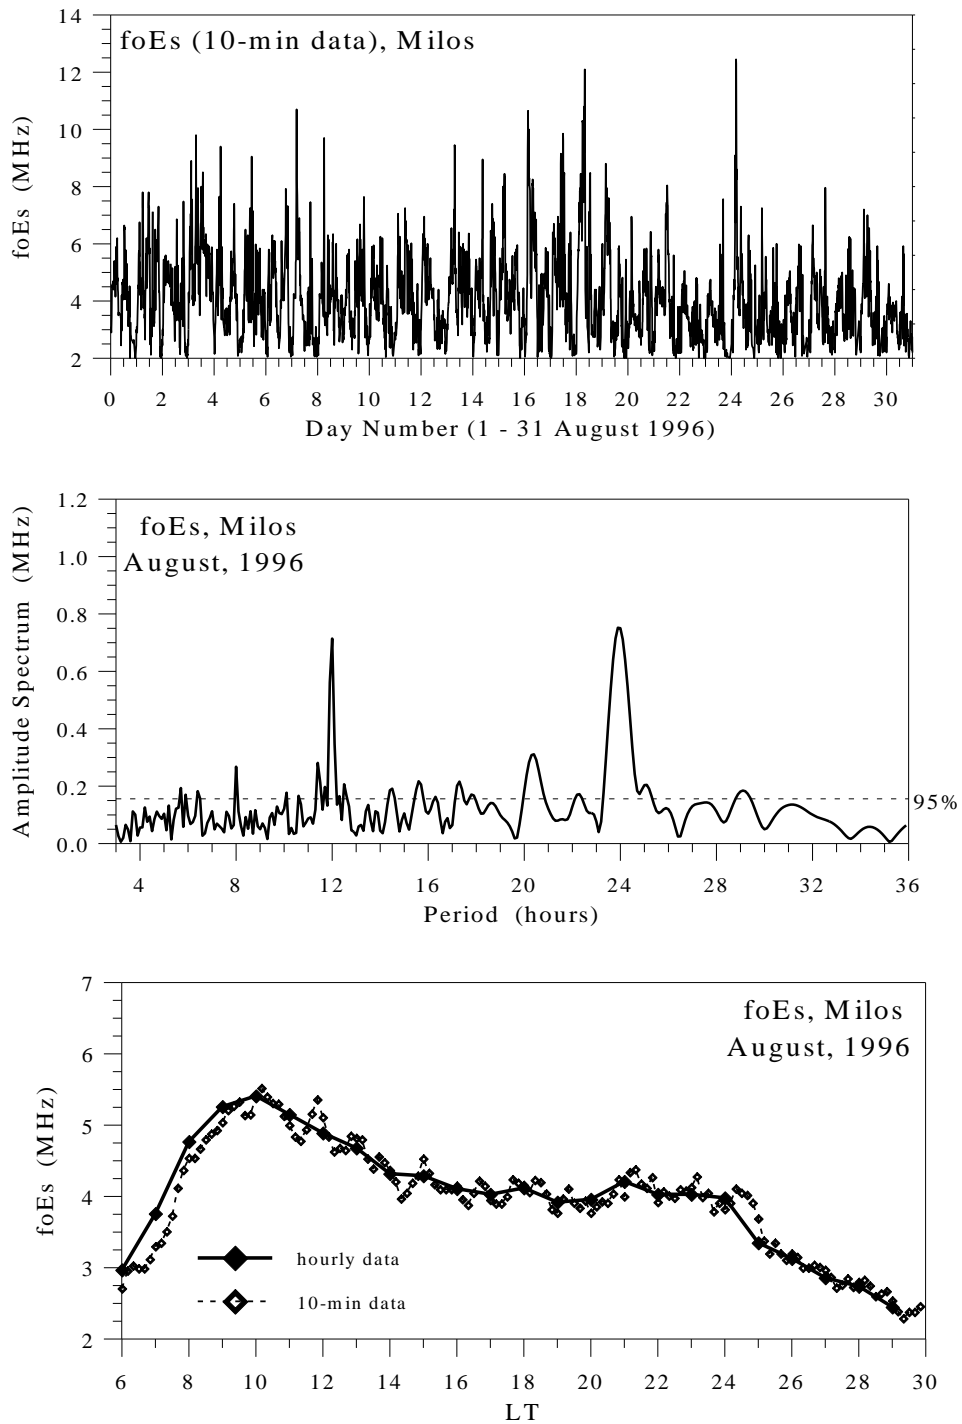 14
foEs (10-min data), Milos
12
10
8
6
4
2
foEs (MHz)
0 2 4 6 8 10 12 14 16 18 20 22 24 26 28 30
Day Number (1 - 31 August 1996)
1.2
foEs, Milos
August, 1996
1.0
0.8
0.6
0.4
0.2
0.0
Amplitude Spectrum (MHz)
95%
4 8 12 16 20 24 28 32 36
Period (hours)
7
foEs, Milos
August, 1996
6
5
4
3
2
foEs (MHz)
hourly data
10-min data
6 8 10 12 14 16 18 20 22 24 26 28 30
LT